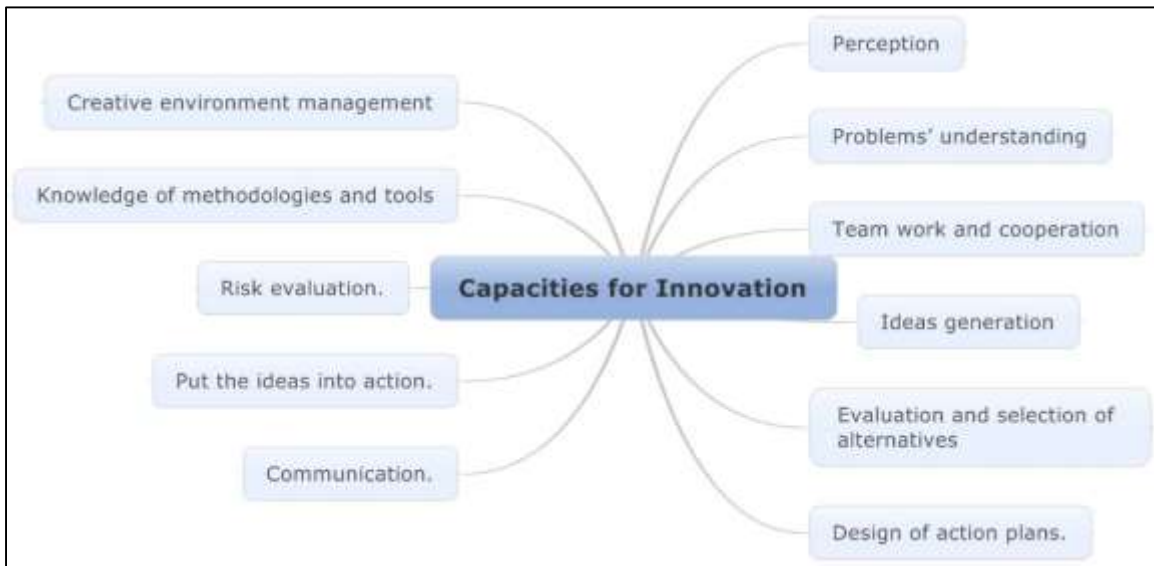 Perception
Creative environment management
Problems’ understanding
Knowledge of methodologies and tools
Team work and cooperation
Risk evaluation.
Capacities for Innovation
Ideas generation
Put the ideas into action.
Evaluation and selection of
alternatives
Communication.
Design of action plans.